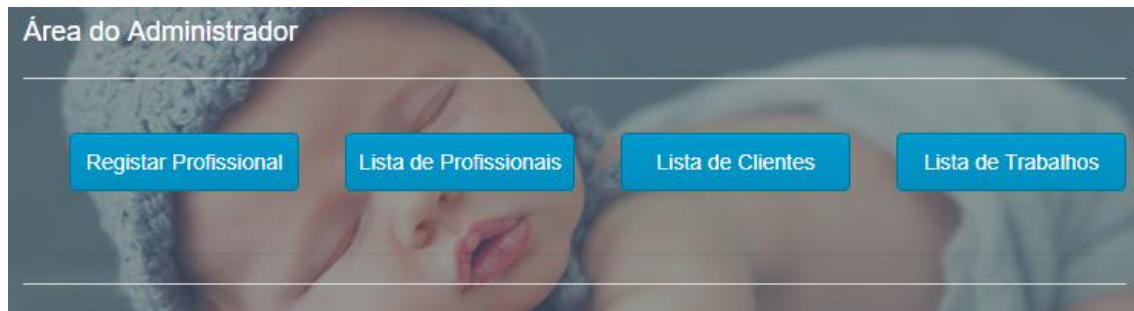 Área do Administrador
Registar Profissional
Lista de Profissionais
Lista de Clientes
Lista de Trabalhos